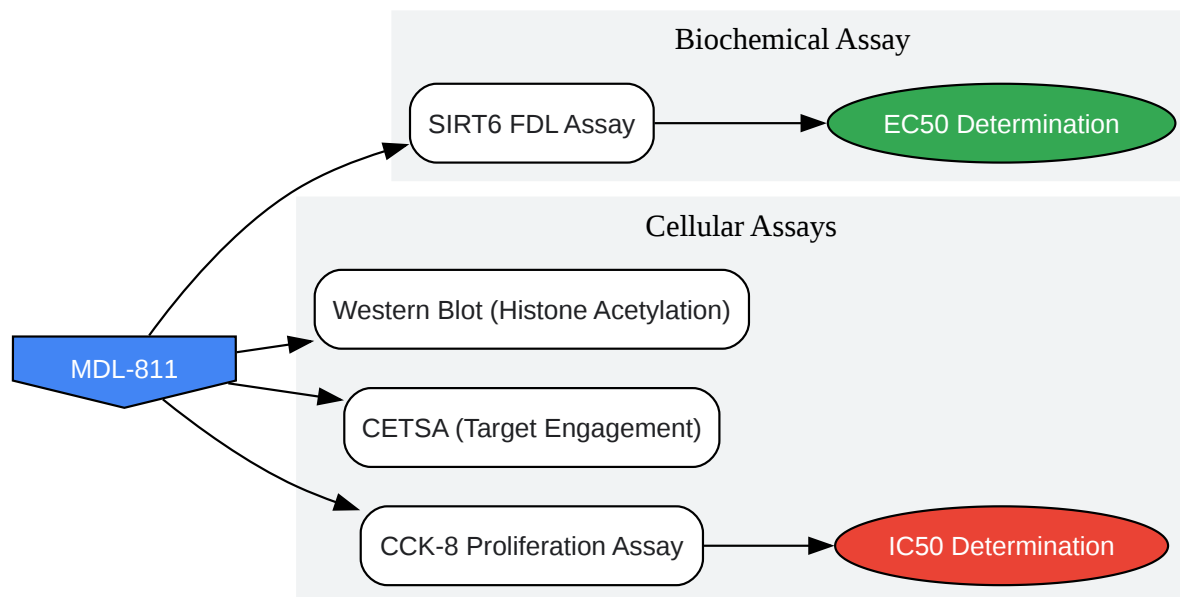 Biochemical Assay
SIRT6 FDL Assay
EC50 Determination
Cellular Assays
Western Blot (Histone Acetylation)
MDL-811
CETSA (Target Engagement)
CCK-8 Proliferation Assay
IC50 Determination